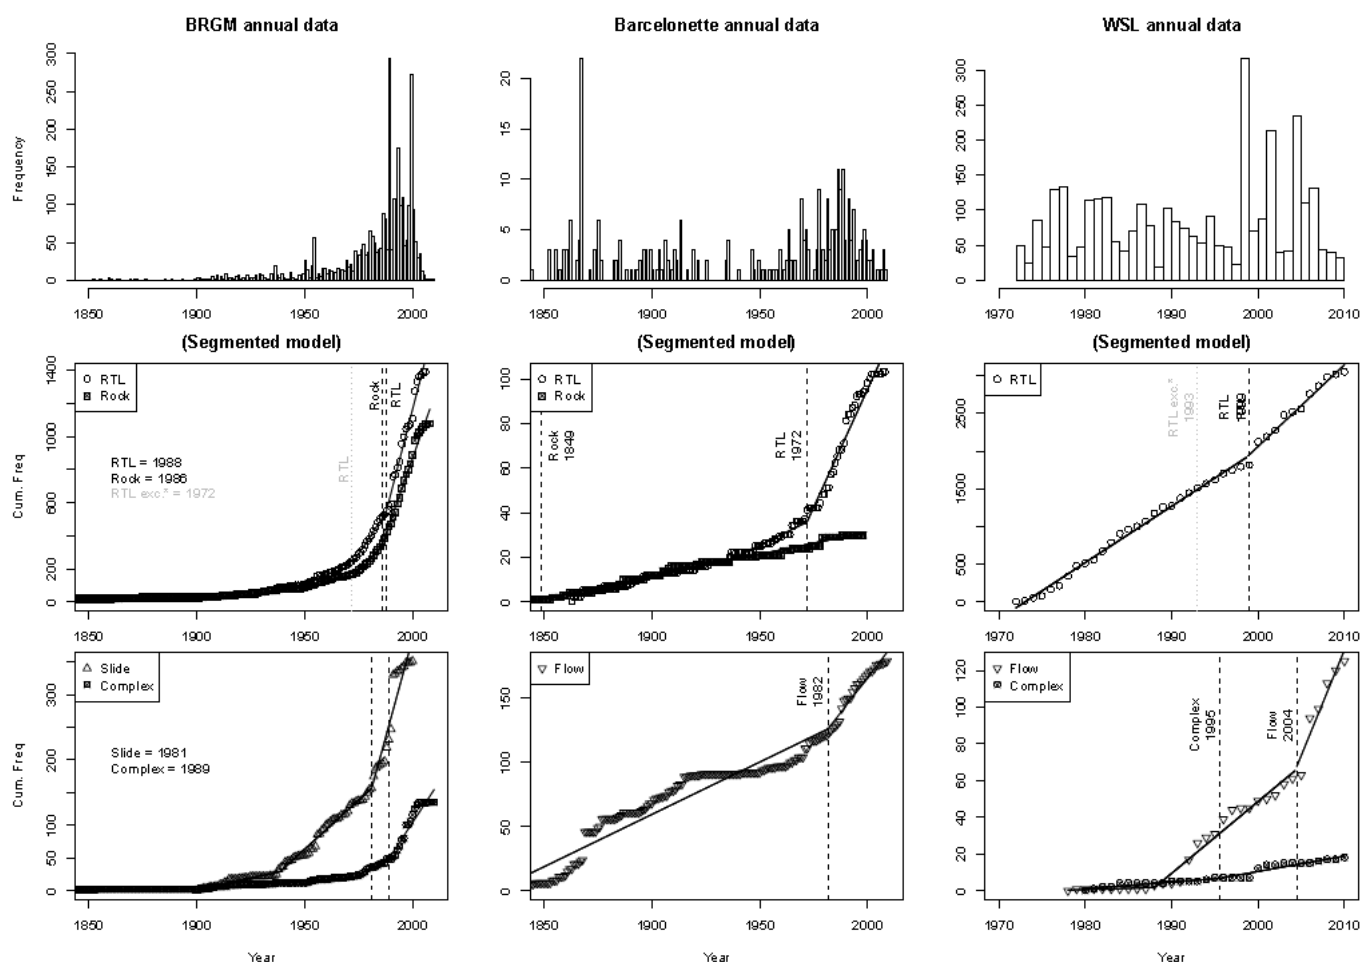 BRGM annual data
Barcelonette annual data
WSL annual data
Frequency
300
250
200
150
100
50
0
1850
1900
1950
2000
20
15
10
5
0
1850
1900
1950
2000
300
250
200
150
100
50
0
1970
1980
1990
2000
2010
(Segmented model)
(Segmented model)
(Segmented model)
Cum. Freq
1400
1000
600
200
0
RTL
Rock
RTL = 1988
Rock = 1986
RTL exc.* = 1972
RTL
Rock
RTL
1850
1900
1950
2000
100
80
60
40
20
0
RTL
Rock
Rock
1849
RTL
1972
1850
1900
1950
2000
2500
1500
500
0
RTL
RTL exc.*
1993
RTL
1999
1970
1980
1990
2000
2010
Cum. Freq
300
200
150
100
50
0
Slide
Complex
Slide = 1981
Complex = 1989
1850
1900
1950
2000
Year
150
100
50
0
Flow
Flow
1982
1850
1900
1950
2000
Year
120
100
80
60
40
20
0
Flow
Complex
Complex
1995
Flow
2004
1970
1980
1990
2000
2010
Year